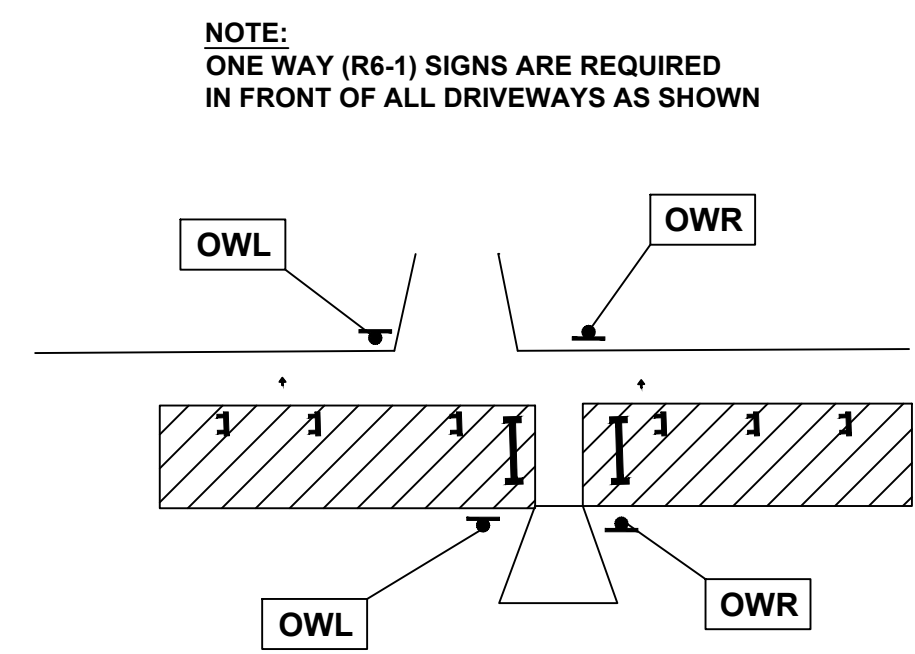 NOTE:
ONE WAY (R6-1) SIGNS ARE REQUIRED
IN FRONT OF ALL DRIVEWAYS AS SHOWN
OWL
OWR
OWL
OWR